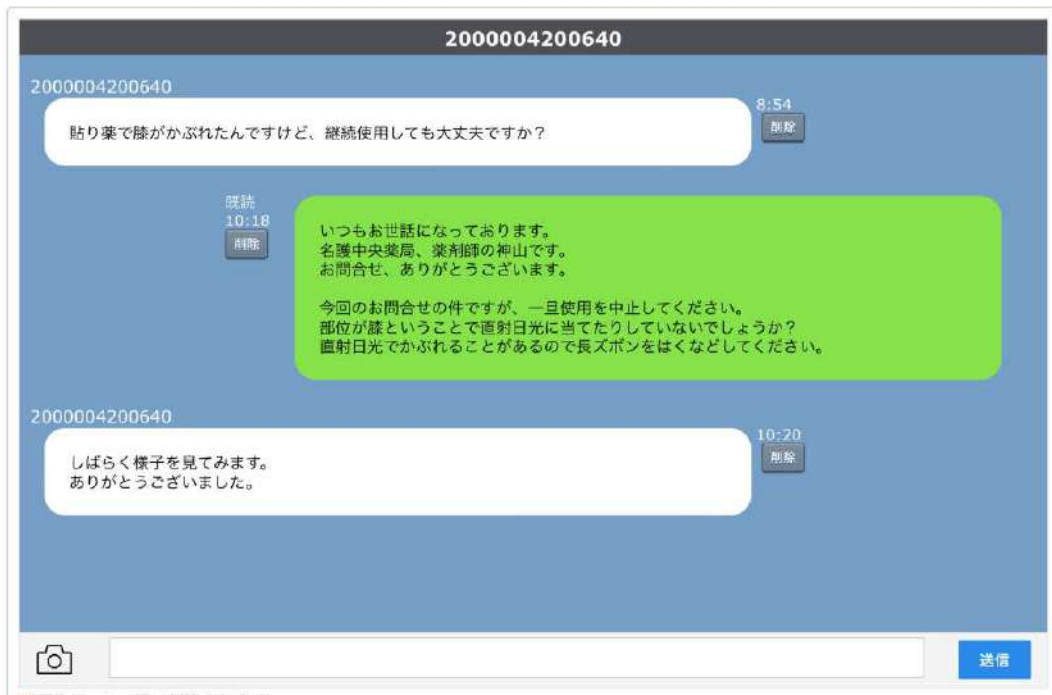 2000004200640
2000004200640
8:54
貼り薬で膝がかぶれたんですけど、継続使用しても大丈夫ですか?
削除
既読
10:18
削除
いつもお世話になっております。
名護中央薬局、薬剤師の神山です。
お問合せ、ありがとうございます。
今回のお問合せの件ですが、一旦使用を中止してください。
部位が膝ということで直射日光に当てたりしていないでしょうか?
直射日光でかぶれることがあるので長ズボンをはくなどしてください。
2000004200640
10:20
削除
しばらく様子を見てみます。
ありがとうございました。
送信